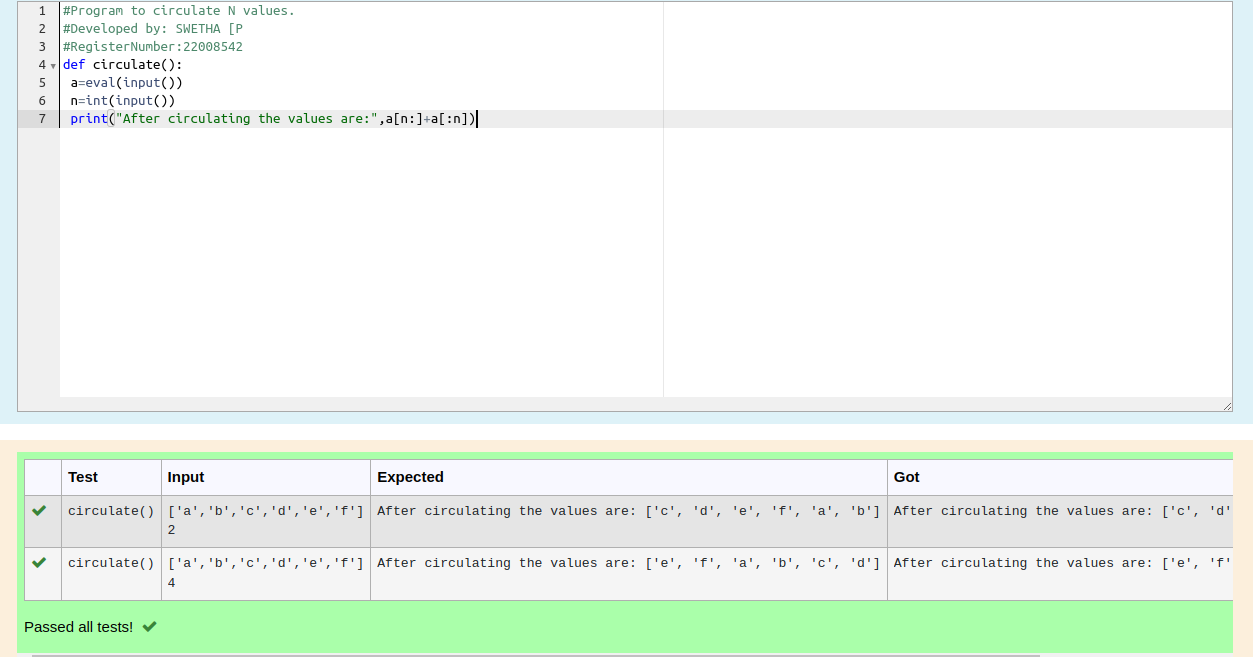 1 #Program to circulate N values.
2 #Developed by: SWETHA [P
3 #RegisterNumber:22008542
4 def circulate():
5  a=eval(input())
6  n=int(input())
7  print("After circulating the values are:",a[n:]+a[:n])
Test Input Expected Got
circulate() ['a','b','c','d','e','f'] After circulating the values are: ['c', 'd', 'e', 'f', 'a', 'b'] After circulating the values are: ['c', 'd'
2
circulate() ['a','b','c','d','e','f'] After circulating the values are: ['e', 'f', 'a', 'b', 'c', 'd'] After circulating the values are: ['e', 'f'
4
Passed all tests!